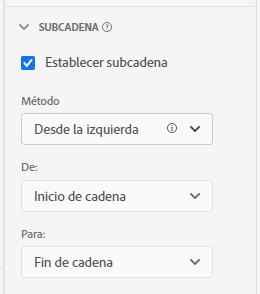 SUBCADENA
Establecer subcadena
Método
Desde la izquierda
De:
Inicio de cadena
Para:
Fin de cadena